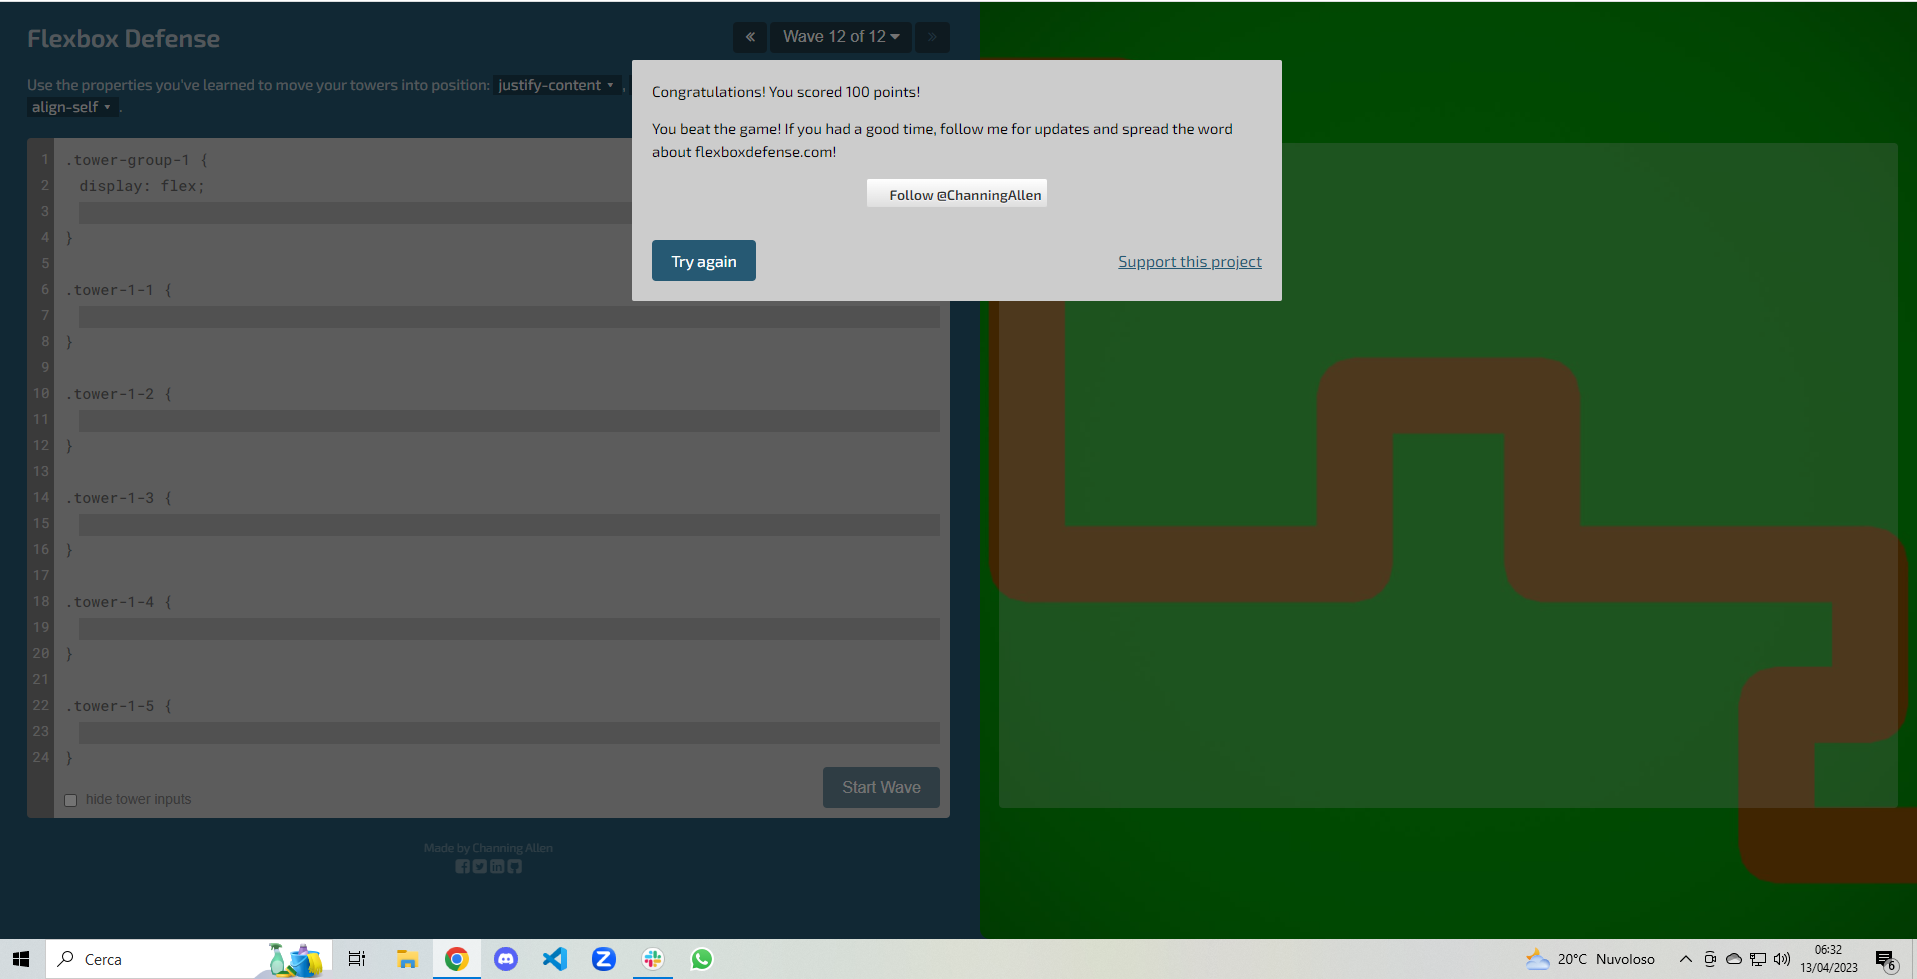 Flexbox Defense
« Wave 12 of 12 »
Use the properties you've learned to move your towers into position: justify-content ,
align-self .
Congratulations! You scored 100 points!
You beat the game! If you had a good time, follow me for updates and spread the word
about flexboxdefense.com!
Follow @ChanningAllen
Try again
Support this project
1 .tower-group-1 {
2 display: flex;
3
4 }
5
6 .tower-1-1 {
7
8 }
9
10 .tower-1-2 {
11
12 }
13
14 .tower-1-3 {
15
16 }
17
18 .tower-1-4 {
19
20 }
21
22 .tower-1-5 {
23
24 }
hide tower inputs
Start Wave
Made by Channing Allen
Cerca
20°C Nuvoloso
06:32
13/04/2023
6